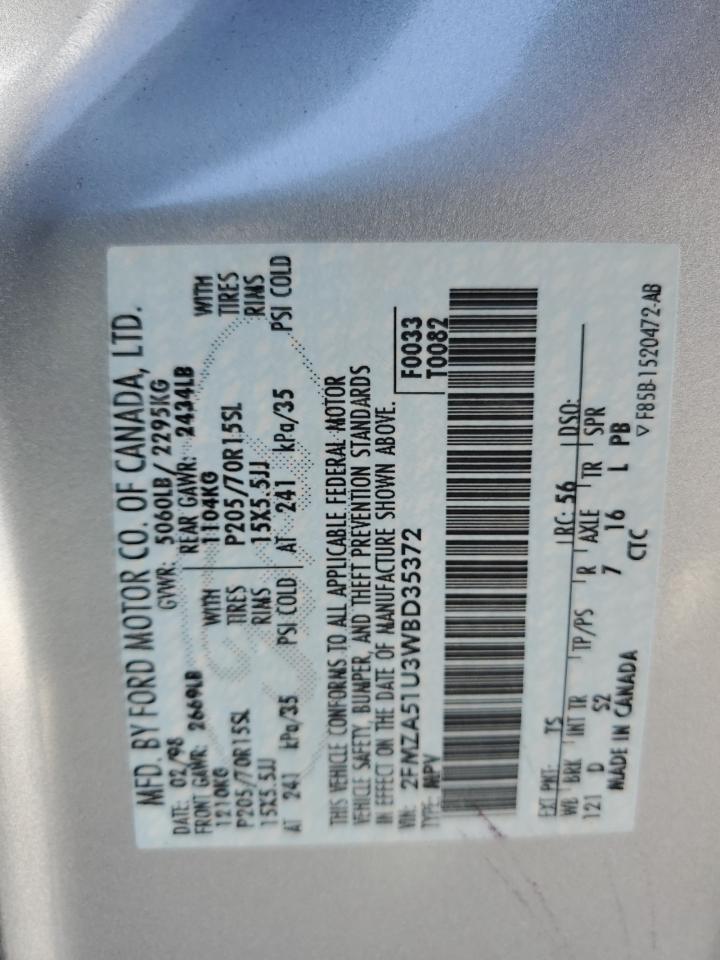 MFD. BY FORD MOTOR CO. OF CANADA, LTD.
DATE: 02/98 GVWR: 5060LB/ 2295KG
FRONT GAWR: 2669LB REAR GAWR: 2434LB
1210KG WITH 1104KG WITH
P205/70R15SL TIRES P205/70R15SL TIRES
15X5.5JJ RIMS 15X5.5JJ RIMS
AT 241 kPa/35 PSI COLD AT 241 kPa/35 PSI COLD
THIS VEHICLE CONFORMS TO ALL APPLICABLE FEDERAL MOTOR
VEHICLE SAFETY, BUMPER, AND THEFT PREVENTION STANDARDS
IN EFFECT ON THE DATE OF MANUFACTURE SHOWN ABOVE.
VIN: 2FMZA51U3WBD35372 F0033
TYPE: MPV T0082
EXT PNT: TS RC: 56 DSO:
WB BRK INT TR TP/PS R AXLE TR SPR
121 D S2 7 16 L PB
MADE IN CANADA CTC
▽ F85B-1520472-AB